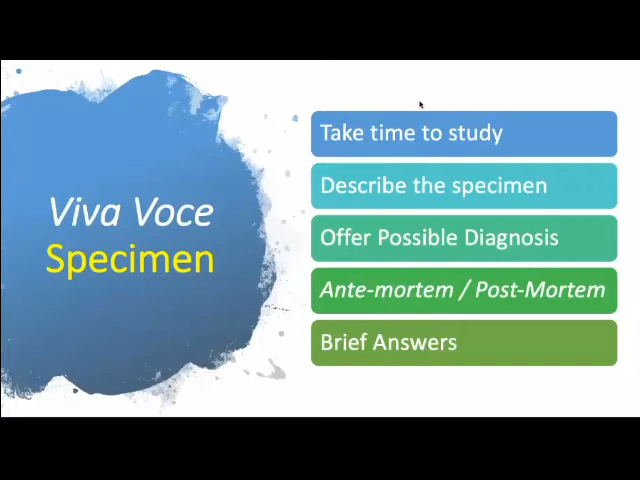 Viva Voce
Specimen
Take time to study
Describe the specimen
Offer Possible Diagnosis
Ante-mortem / Post-Mortem
Brief Answers